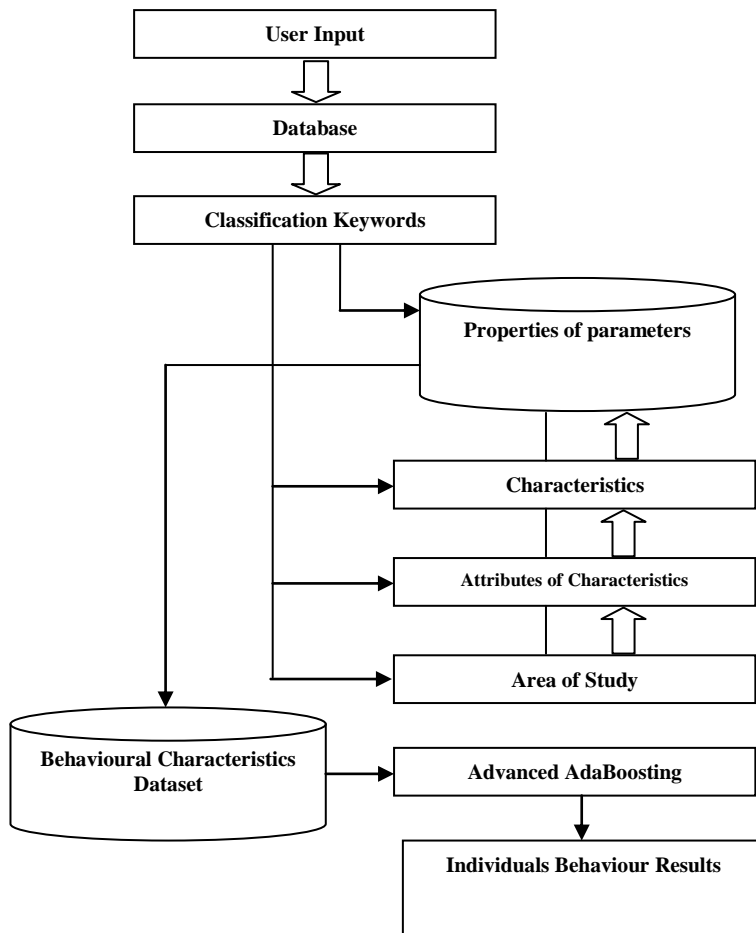 User Input
Database
Classification Keywords
Properties of parameters
Characteristics
Attributes of Characteristics
Area of Study
Behavioural Characteristics
Dataset
Advanced AdaBoosting
Individuals Behaviour Results